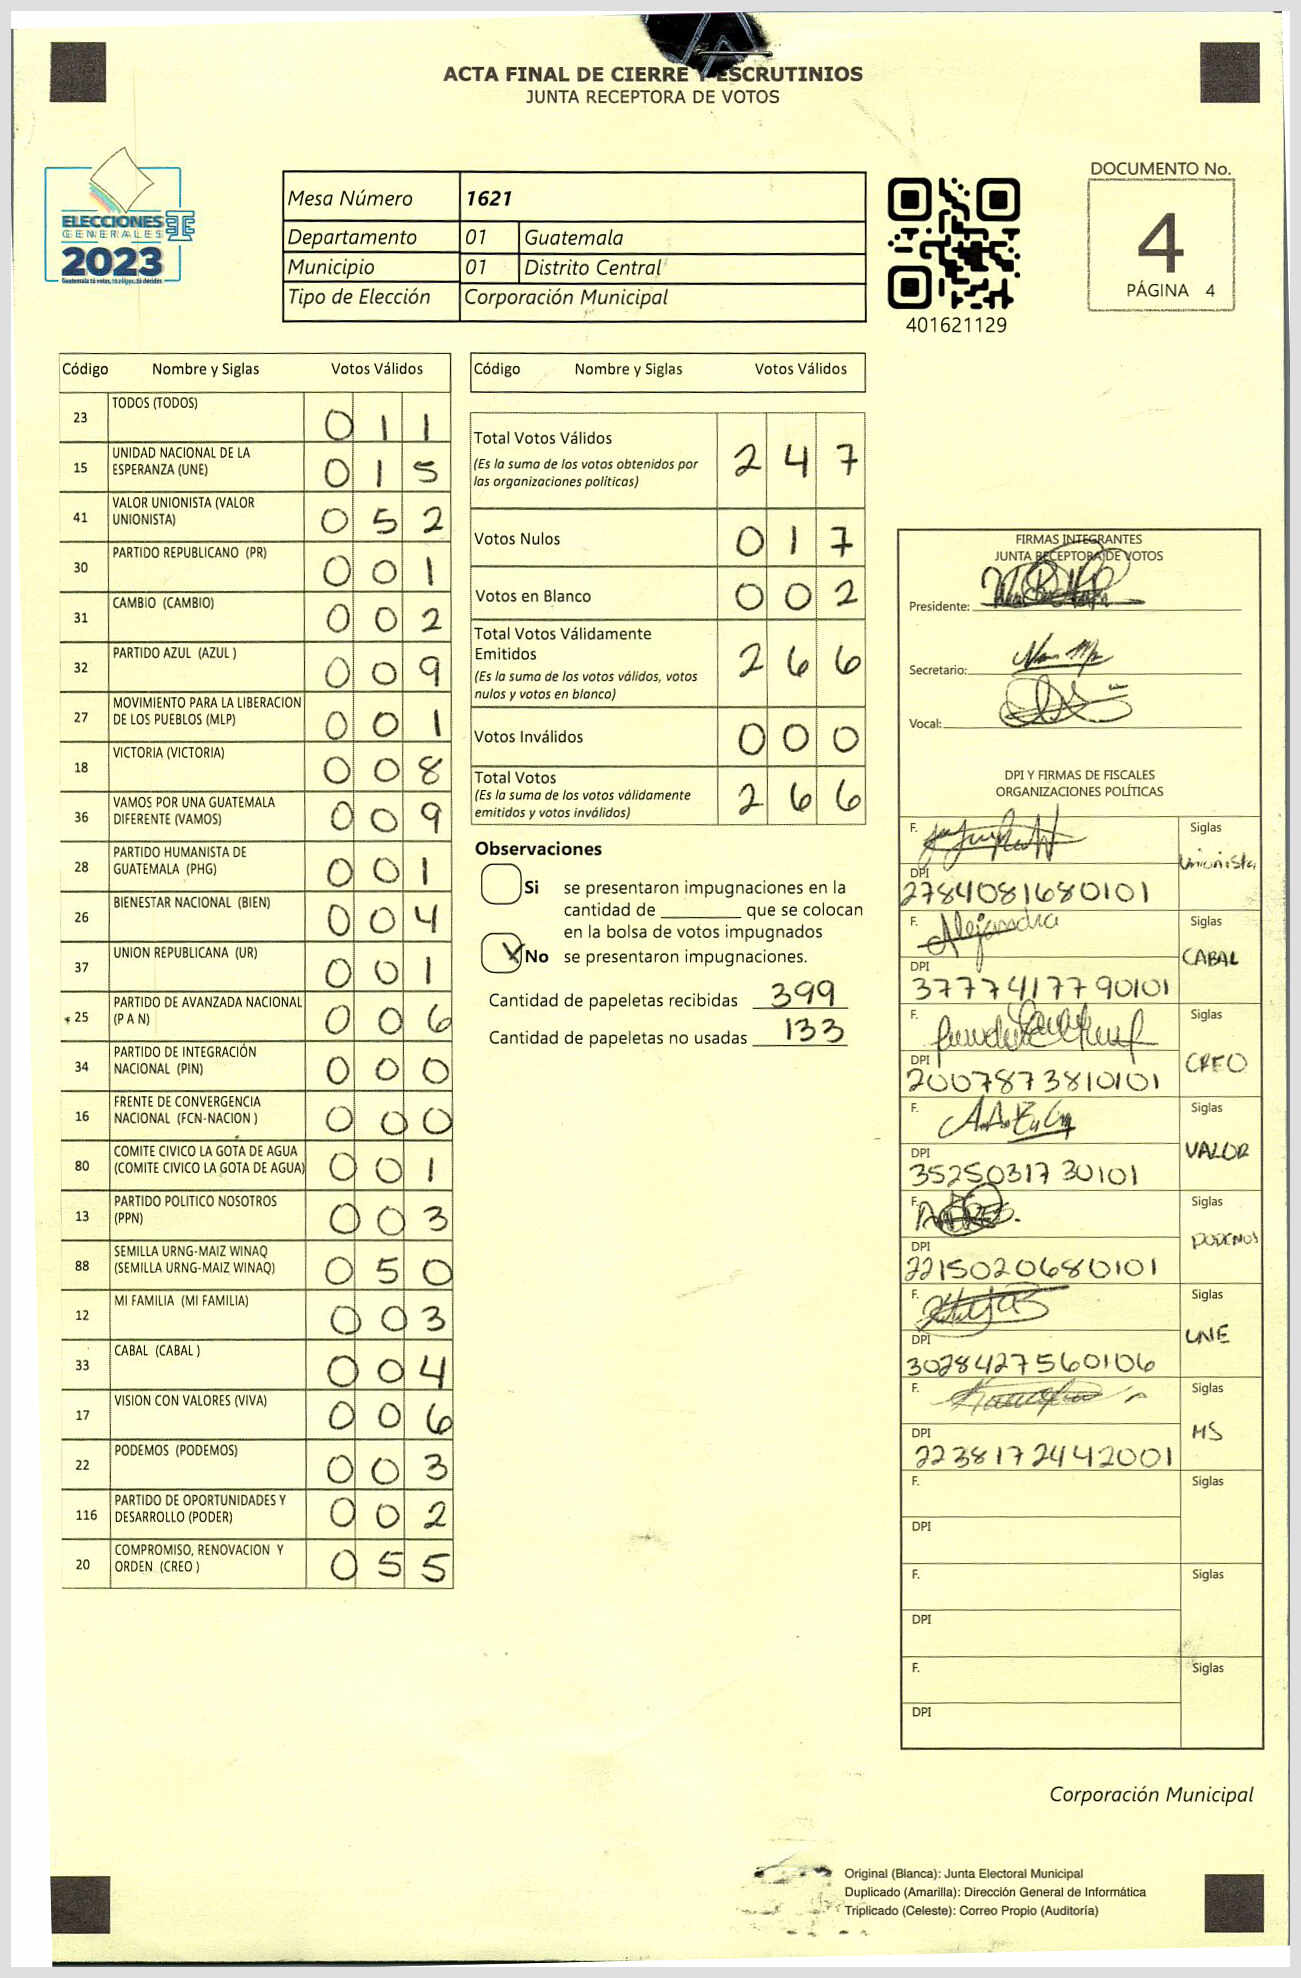 ACTA FINAL DE CIERRE Y ESCRUTINIOS
JUNTA RECEPTORA DE VOTOS
ELECCIONES
GENERALES
2023
Guatemala tú votas, tú eliges, tú decides
Mesa Número 1621
Departamento 01 Guatemala
Municipio 01 Distrito Central
Tipo de Elección Corporación Municipal
401621129
DOCUMENTO No.
4
PÁGINA 4
Código Nombre y Siglas Votos Válidos
23 TODOS (TODOS) 0 1 1
15 UNIDAD NACIONAL DE LA
ESPERANZA (UNE) 0 1 5
41 VALOR UNIONISTA (VALOR
UNIONISTA) 0 5 2
30 PARTIDO REPUBLICANO (PR) 0 0 1
31 CAMBIO (CAMBIO) 0 0 2
32 PARTIDO AZUL (AZUL ) 0 0 9
27 MOVIMIENTO PARA LA LIBERACION
DE LOS PUEBLOS (MLP) 0 0 1
18 VICTORIA (VICTORIA) 0 0 8
36 VAMOS POR UNA GUATEMALA
DIFERENTE (VAMOS) 0 0 9
28 PARTIDO HUMANISTA DE
GUATEMALA (PHG) 0 0 1
26 BIENESTAR NACIONAL (BIEN) 0 0 4
37 UNION REPUBLICANA (UR) 0 0 1
25 PARTIDO DE AVANZADA NACIONAL
(P A N) 0 0 6
34 PARTIDO DE INTEGRACIÓN
NACIONAL (PIN) 0 0 0
16 FRENTE DE CONVERGENCIA
NACIONAL (FCN-NACION ) 0 0 0
80 COMITE CIVICO LA GOTA DE AGUA
(COMITE CIVICO LA GOTA DE AGUA) 0 0 1
13 PARTIDO POLITICO NOSOTROS
(PPN) 0 0 3
88 SEMILLA URNG-MAIZ WINAQ
(SEMILLA URNG-MAIZ WINAQ) 0 5 0
12 MI FAMILIA (MI FAMILIA) 0 0 3
33 CABAL (CABAL ) 0 0 4
17 VISION CON VALORES (VIVA) 0 0 6
22 PODEMOS (PODEMOS) 0 0 3
116 PARTIDO DE OPORTUNIDADES Y
DESARROLLO (PODER) 0 0 2
20 COMPROMISO, RENOVACION Y
ORDEN (CREO ) 0 5 5
Código Nombre y Siglas Votos Válidos
Total Votos Válidos 2 4 7
(Es la suma de los votos obtenidos por
las organizaciones políticas)
Votos Nulos 0 1 7
Votos en Blanco 0 0 2
Total Votos Válidamente
Emitidos 2 6 6
(Es la suma de los votos válidos, votos
nulos y votos en blanco)
Votos Inválidos 0 0 0
Total Votos 2 6 6
(Es la suma de los votos válidamente
emitidos y votos inválidos)
Observaciones
Si se presentaron impugnaciones en la
cantidad de ________ que se colocan
en la bolsa de votos impugnados
No se presentaron impugnaciones.
Cantidad de papeletas recibidas 399
Cantidad de papeletas no usadas 133
FIRMAS INTEGRANTES
JUNTA RECEPTORA DE VOTOS
Presidente:
Secretario:
Vocal:
DPI Y FIRMAS DE FISCALES
ORGANIZACIONES POLÍTICAS
F. Siglas
Unionista
DPI
2784081680101
F. Alejandra Siglas
CABAL
DPI
3777417790101
F. Siglas
CREO
DPI
2007873810101
F. Siglas
VALOR
DPI
3525031730101
F. Siglas
PODEMOS
DPI
2215020680101
F. Siglas
UNE
DPI
3028427560106
F. Siglas
MS
DPI
2238172442001
F. Siglas
DPI
F. Siglas
DPI
F. Siglas
DPI
Corporación Municipal
Original (Blanca): Junta Electoral Municipal
Duplicado (Amarilla): Dirección General de Informática
Triplicado (Celeste): Correo Propio (Auditoría)